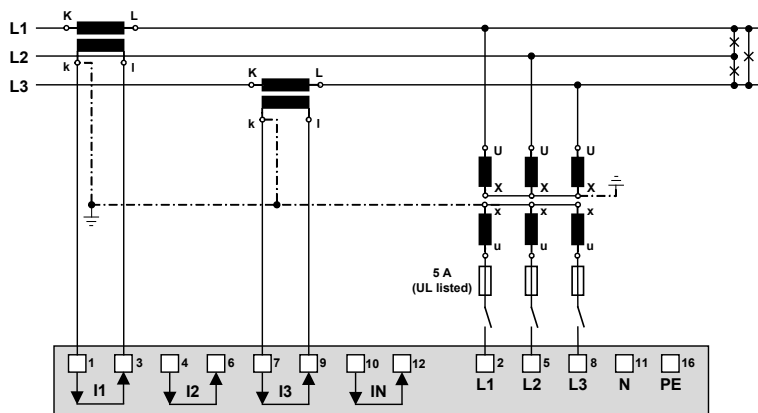 K L
L1
L2
k l
K L
L3
k l
U U U
X X X
x x x
u u u
5 A
(UL listed)
1 3 4 6 7 9 10 12 2 5 8 11 16
I1 I2 I3 IN L1 L2 L3 N PE